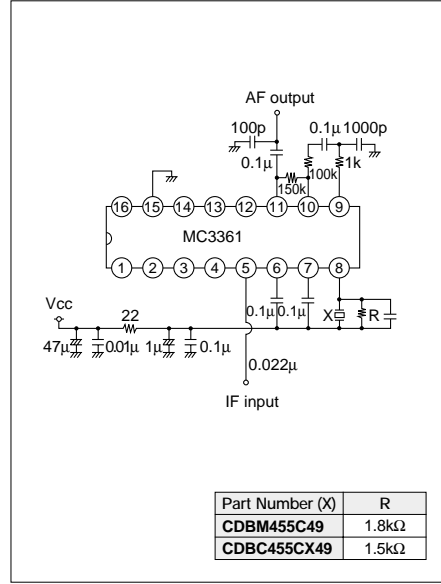 AF output
100p
0.1μ
0.1μ 1000p
150k
100k
1k
16 15 14 13 12 11 10 9
MC3361
1 2 3 4 5 6 7 8
Vcc
22
0.1μ 0.1μ
X R
47μ 0.01μ 1μ 0.1μ
0.022μ
IF input
Part Number (X) R
CDBM455C49 1.8kΩ
CDBC455CX49 1.5kΩ